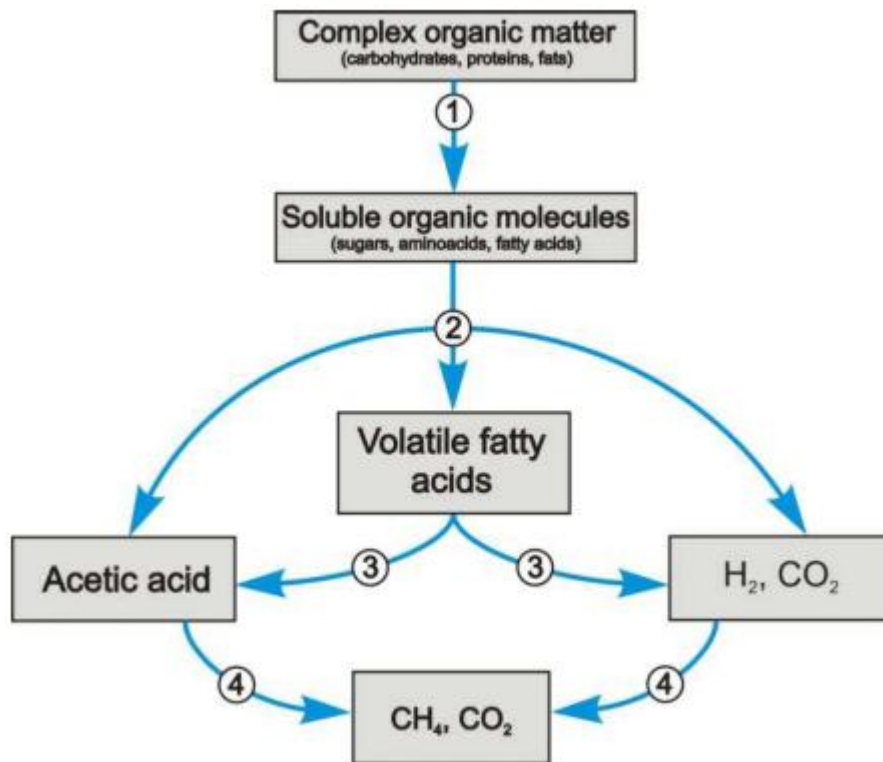 Complex organic matter
(carbohydrates, proteins, fats)
1
Soluble organic molecules
(sugars, aminoacids, fatty acids)
2
Volatile fatty
acids
3
3
Acetic acid
H₂, CO₂
4
4
CH₄, CO₂